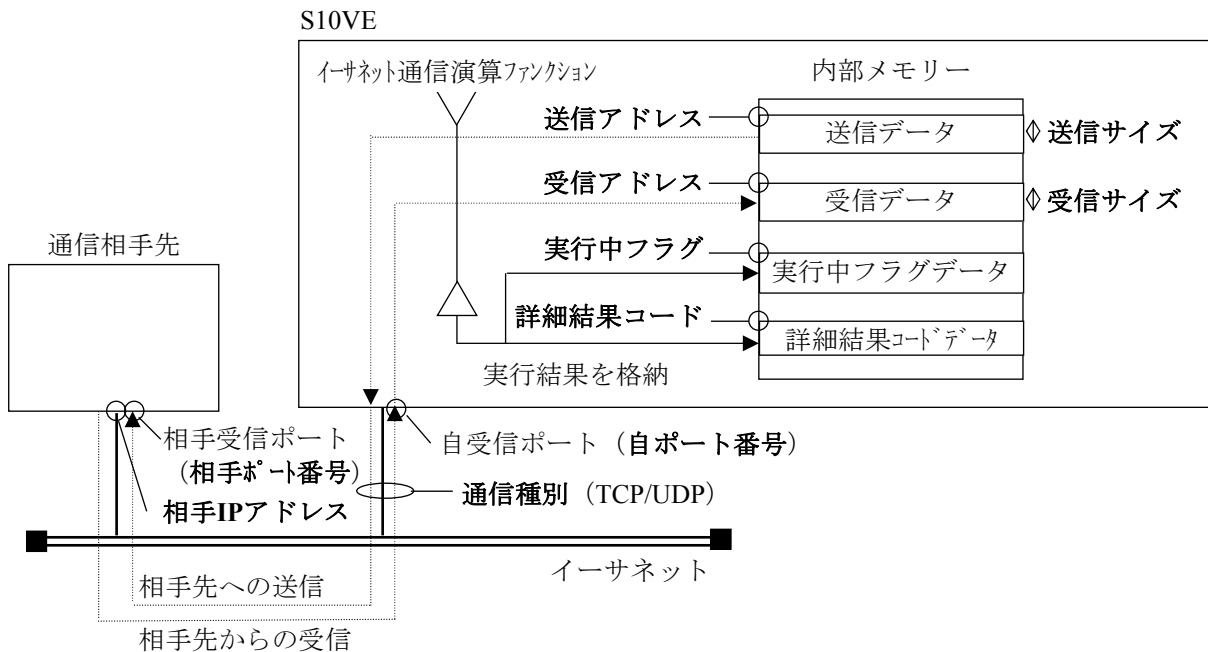 S10VE
イーサネット通信演算ファンクション
内部メモリー
送信アドレス
送信データ
送信サイズ
受信アドレス
受信データ
受信サイズ
通信相手先
実行中フラグ
実行中フラグデータ
詳細結果コード
詳細結果コードデータ
実行結果を格納
相手受信ポート
(相手ポート番号)
自受信ポート(自ポート番号)
相手IPアドレス
通信種別(TCP/UDP)
イーサネット
相手先への送信
相手先からの受信